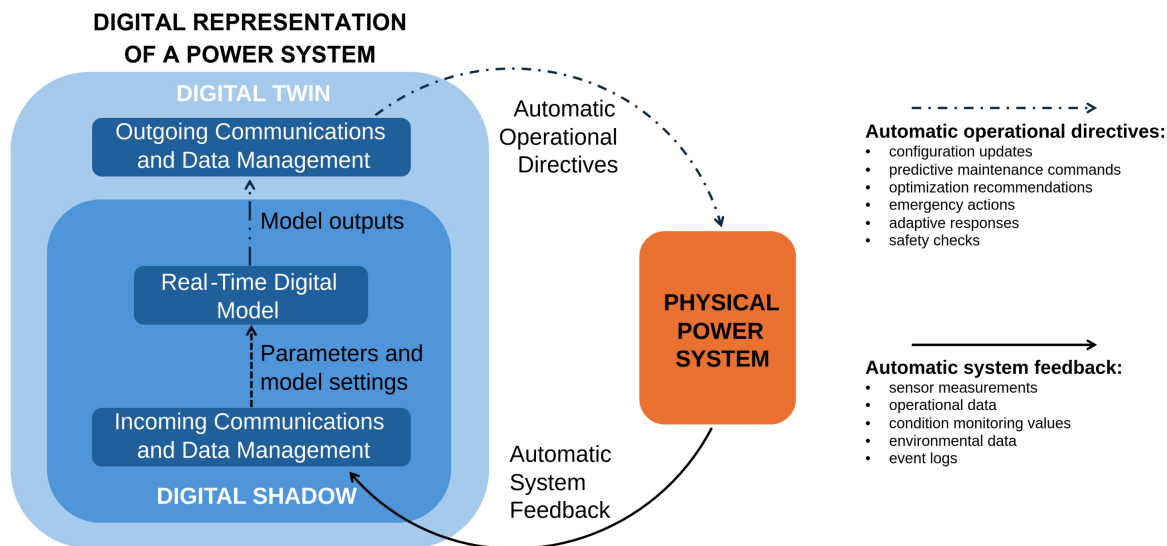 DIGITAL REPRESENTATION
OF A POWER SYSTEM
DIGITAL TWIN
Outgoing Communications
and Data Management
Model outputs
Real-Time Digital
Model
Parameters and
model settings
Incoming Communications
and Data Management
DIGITAL SHADOW
Automatic
Operational
Directives
PHYSICAL
POWER
SYSTEM
Automatic
System
Feedback
Automatic operational directives:
• configuration updates
• predictive maintenance commands
• optimization recommendations
• emergency actions
• adaptive responses
• safety checks
Automatic system feedback:
• sensor measurements
• operational data
• condition monitoring values
• environmental data
• event logs